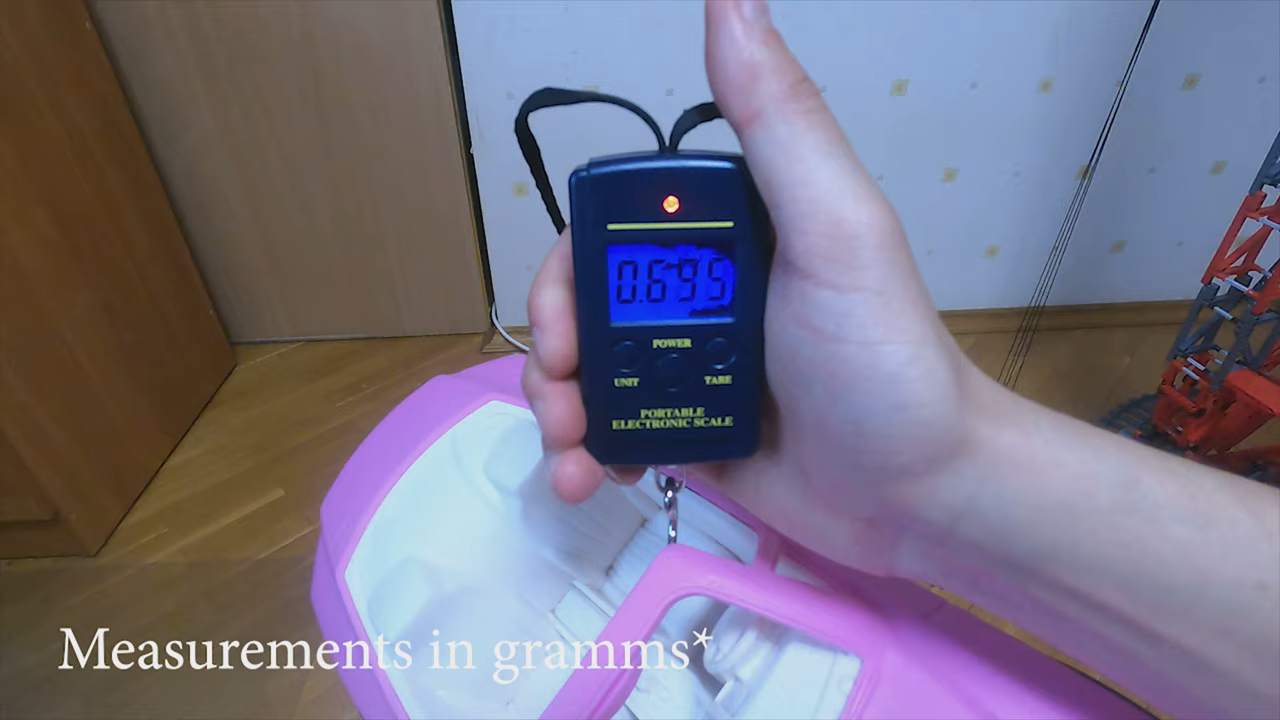 0.695
POWER
UNIT TARE
PORTABLE
ELECTRONIC SCALE
Measurements in gramms*